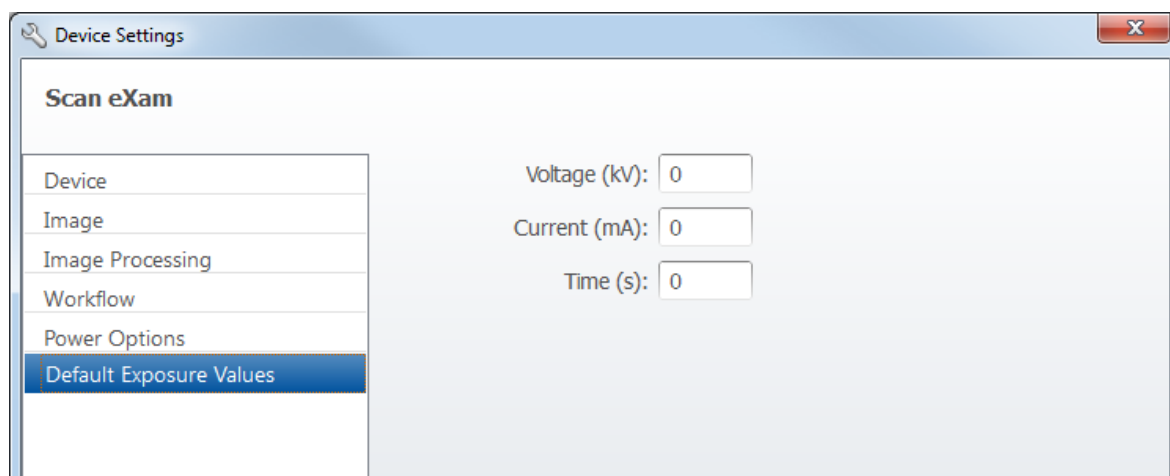 Device Settings
Scan eXam
Device
Image
Image Processing
Workflow
Power Options
Default Exposure Values
Voltage (kV): 0
Current (mA): 0
Time (s): 0